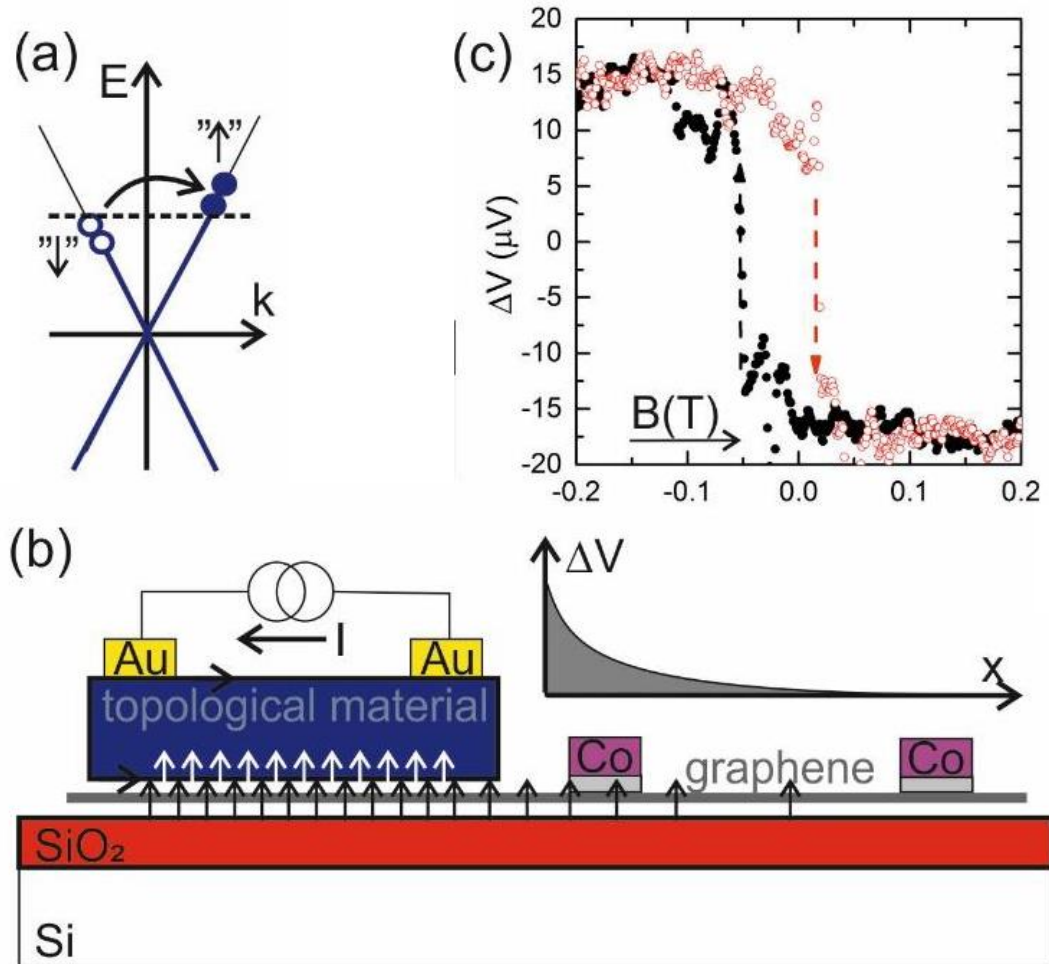 (a)
E
"↑"
"↓"
k
(c)
20
15
10
5
0
-5
-10
-15
-20
ΔV (μV)
B(T)
-0.2
-0.1
0.0
0.1
0.2
(b)
I
Au
Au
topological material
ΔV
x
Co
graphene
Co
SiO₂
Si